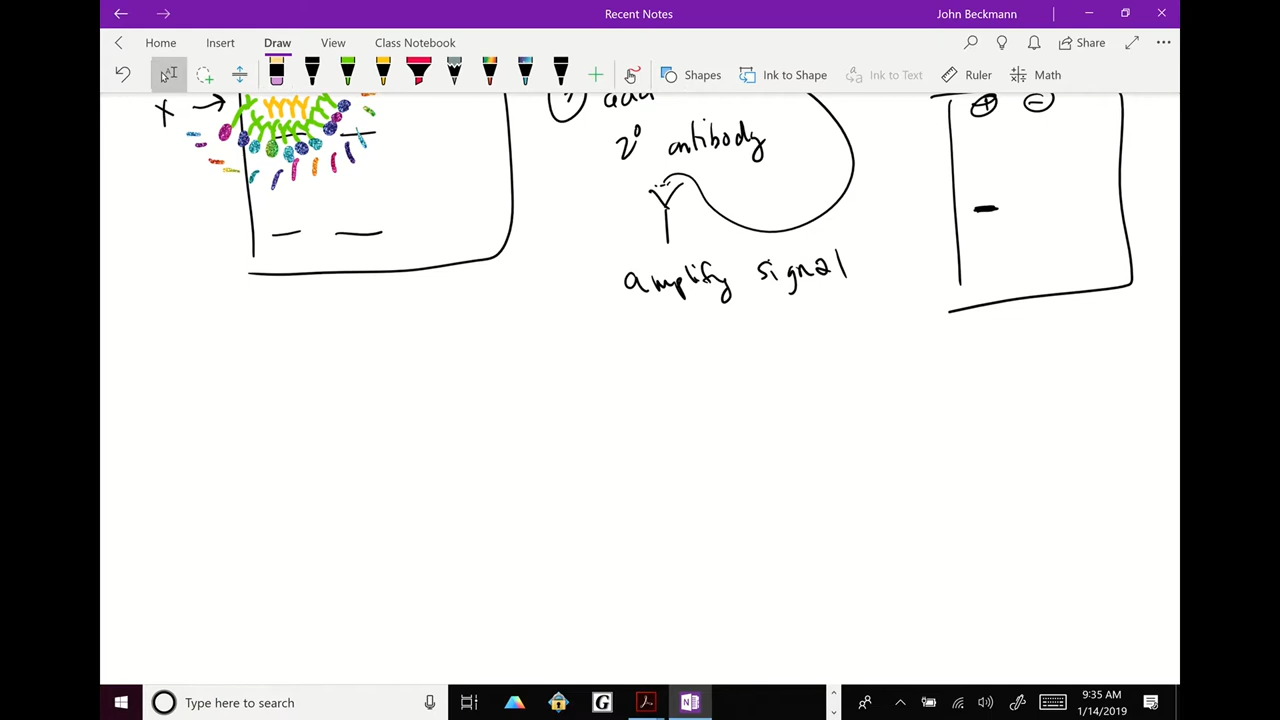 Recent Notes
John Beckmann
Home Insert Draw View Class Notebook
Share
Shapes Ink to Shape Ink to Text Ruler Math
X
add
2° antibody
amplify signal
+ -
Type here to search
9:35 AM
1/14/2019